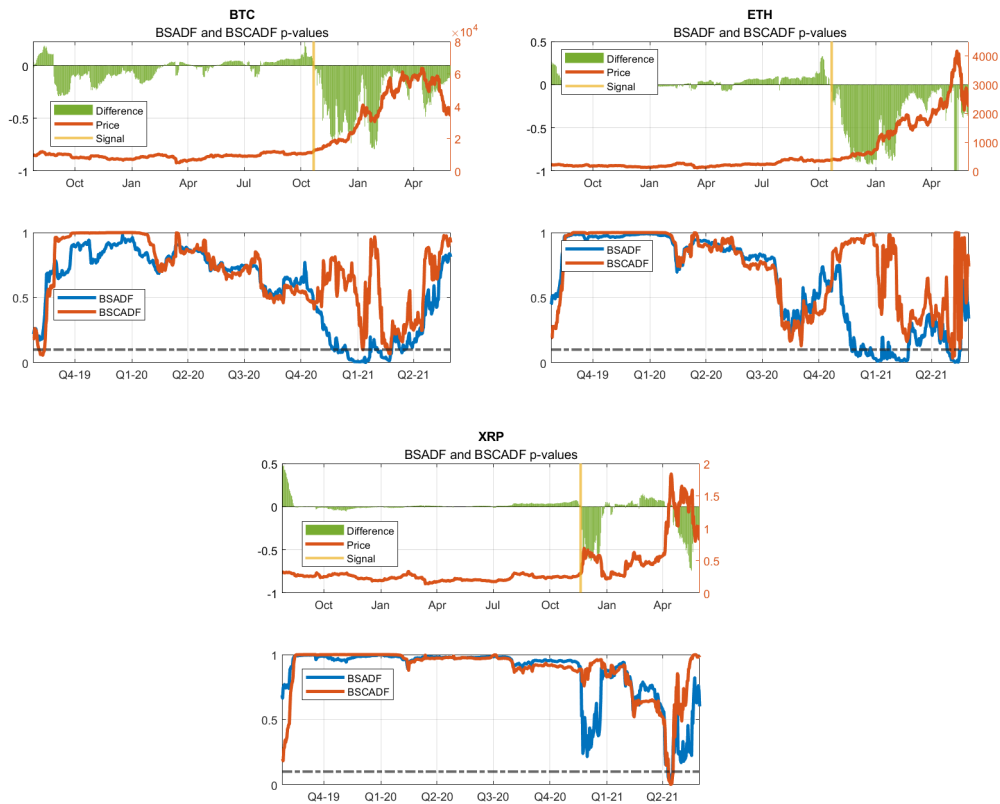 BTC
BSADF and BSCADF p-values
× 10^4
0
-0.5
-1
8
6
4
2
0
Difference
Price
Signal
Oct
Jan
Apr
Jul
Oct
Jan
Apr
1
0.5
0
BSADF
BSCADF
Q4-19
Q1-20
Q2-20
Q3-20
Q4-20
Q1-21
Q2-21
ETH
BSADF and BSCADF p-values
0.5
0
-0.5
-1
4000
3000
2000
1000
0
Difference
Price
Signal
Oct
Jan
Apr
Jul
Oct
Jan
Apr
1
0.5
0
BSADF
BSCADF
Q4-19
Q1-20
Q2-20
Q3-20
Q4-20
Q1-21
Q2-21
XRP
BSADF and BSCADF p-values
0.5
0
-0.5
-1
2
1.5
1
0.5
0
Difference
Price
Signal
Oct
Jan
Apr
Jul
Oct
Jan
Apr
1
0.5
0
BSADF
BSCADF
Q4-19
Q1-20
Q2-20
Q3-20
Q4-20
Q1-21
Q2-21